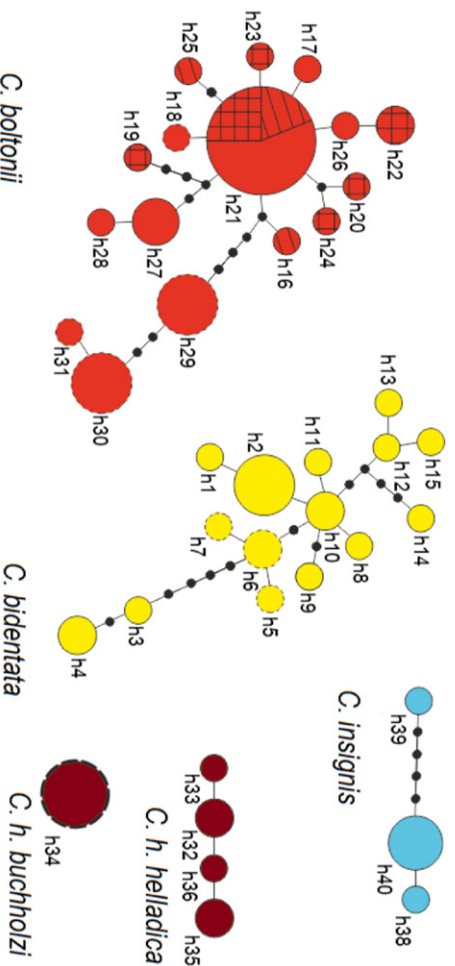 h25
h23
h17
h22
h26
h18
h19
h20
h24
h21
h16
h27
h28
h29
h31
h30
C. boltonii
h13
h15
h12
h11
h2
h14
h1
h10
h8
h7
h9
h6
h5
h3
h4
C. bidentata
h39
h40
h38
C. insignis
h33
h32
h36
h35
C. h. helladica
h34
C. h. buchholzi